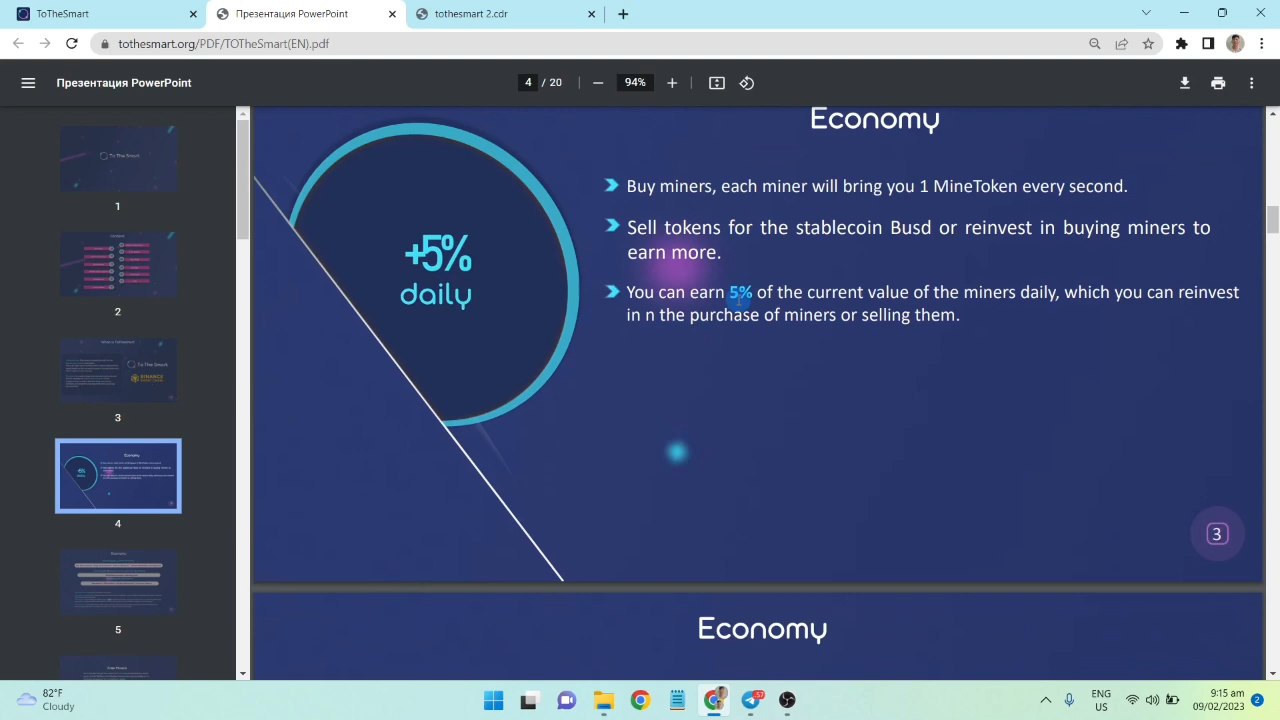 ToTheSmart
Презентация PowerPoint
tothesmart 2.cdr
tothesmart.org/PDF/TOTheSmart(EN).pdf
Презентация PowerPoint
4 / 20
94%
1
2
3
4
5
Economy
+5%
daily
Buy miners, each miner will bring you 1 MineToken every second.
Sell tokens for the stablecoin Busd or reinvest in buying miners to
earn more.
You can earn 5% of the current value of the miners daily, which you can reinvest
in n the purchase of miners or selling them.
3
Economy
82°F
Cloudy
57
ENG
US
9:15 am
09/02/2023
2